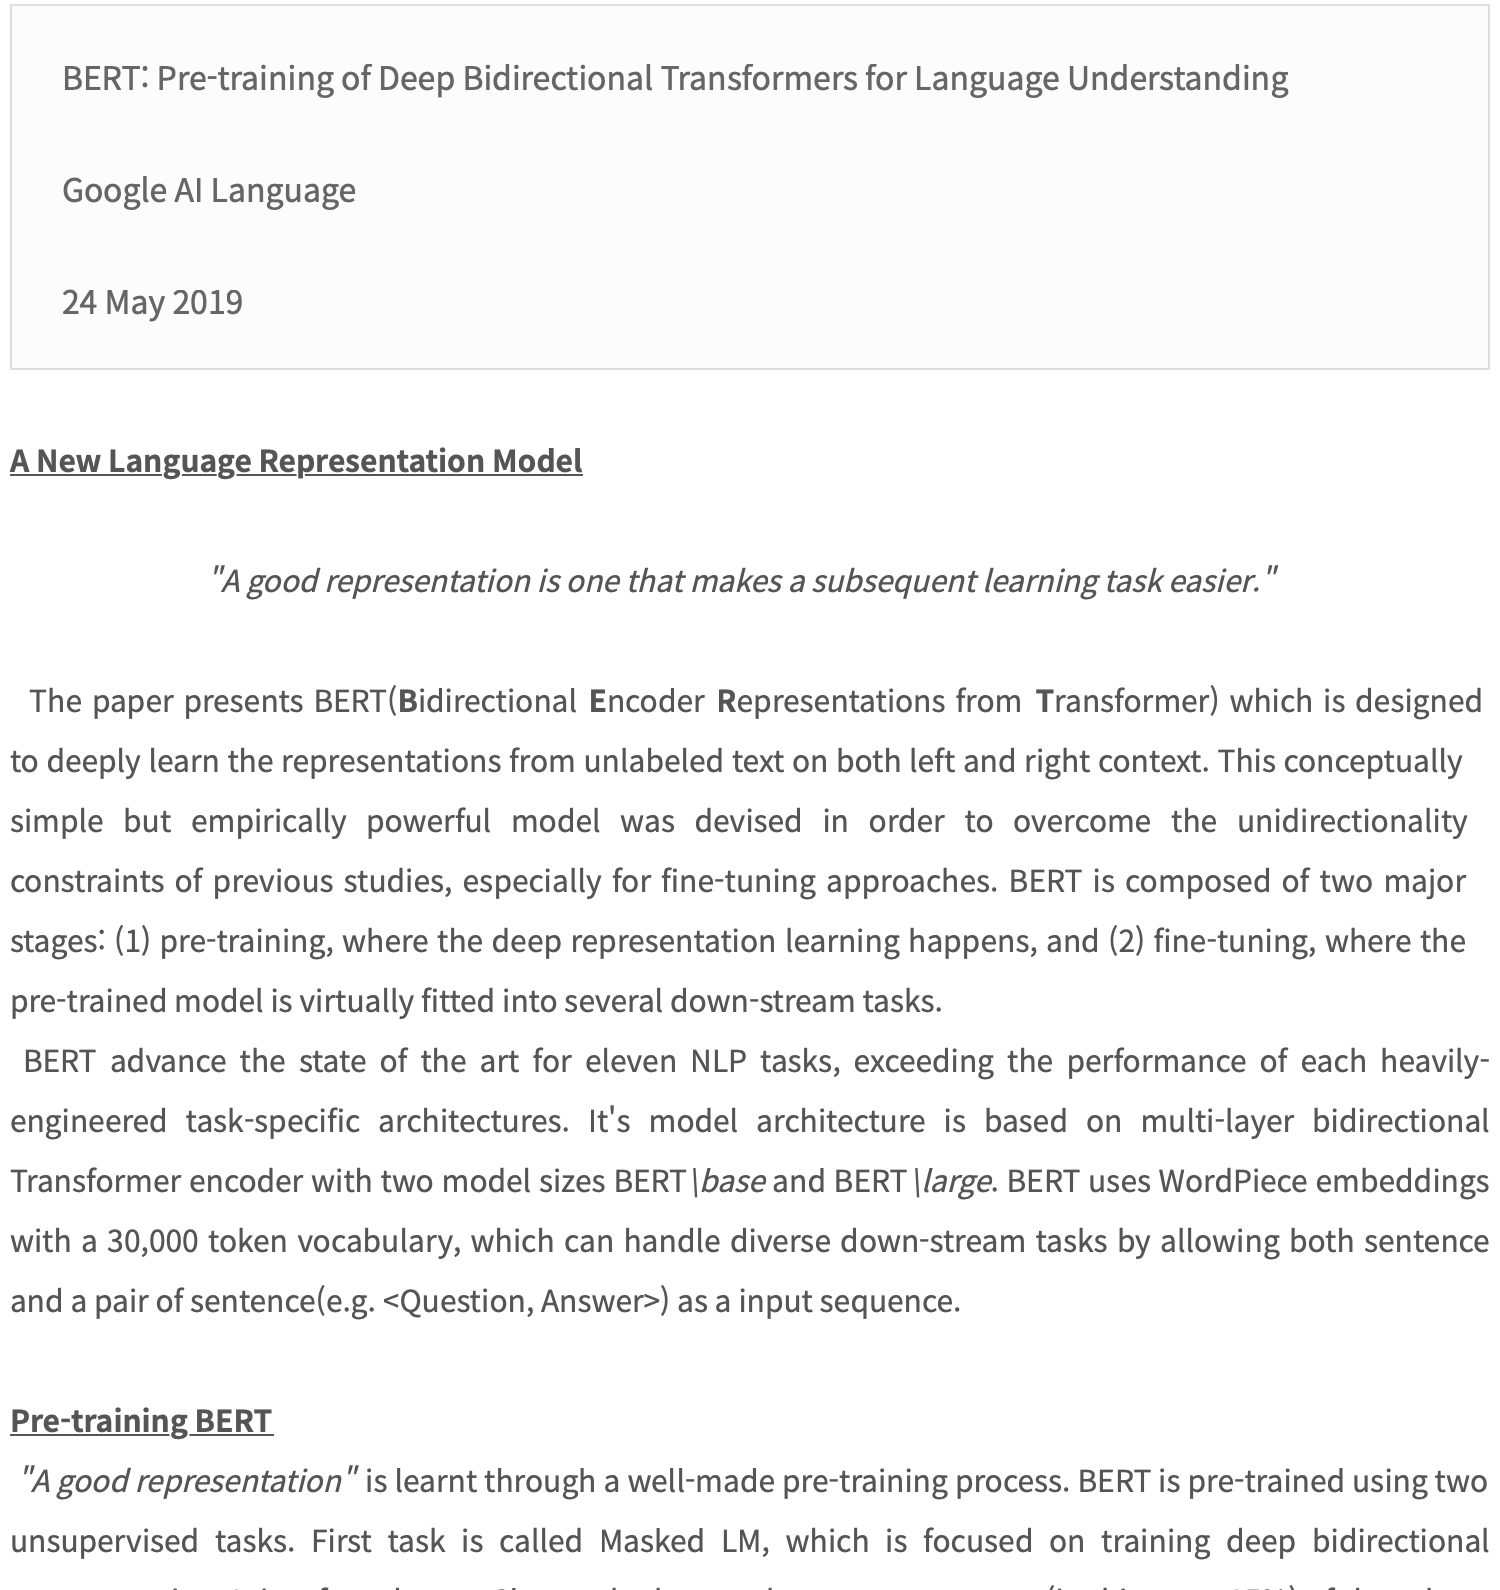 BERT: Pre-training of Deep Bidirectional Transformers for Language Understanding
Google AI Language
24 May 2019
A New Language Representation Model
"A good representation is one that makes a subsequent learning task easier."
The paper presents BERT(Bidirectional Encoder Representations from Transformer) which is designed
to deeply learn the representations from unlabeled text on both left and right context. This conceptually
simple but empirically powerful model was devised in order to overcome the unidirectionality
constraints of previous studies, especially for fine-tuning approaches. BERT is composed of two major
stages: (1) pre-training, where the deep representation learning happens, and (2) fine-tuning, where the
pre-trained model is virtually fitted into several down-stream tasks.
BERT advance the state of the art for eleven NLP tasks, exceeding the performance of each heavily-
engineered task-specific architectures. It's model architecture is based on multi-layer bidirectional
Transformer encoder with two model sizes BERT\base and BERT\large. BERT uses WordPiece embeddings
with a 30,000 token vocabulary, which can handle diverse down-stream tasks by allowing both sentence
and a pair of sentence(e.g. <Question, Answer>) as a input sequence.
Pre-training BERT
"A good representation" is learnt through a well-made pre-training process. BERT is pre-trained using two
unsupervised tasks. First task is called Masked LM, which is focused on training deep bidirectional